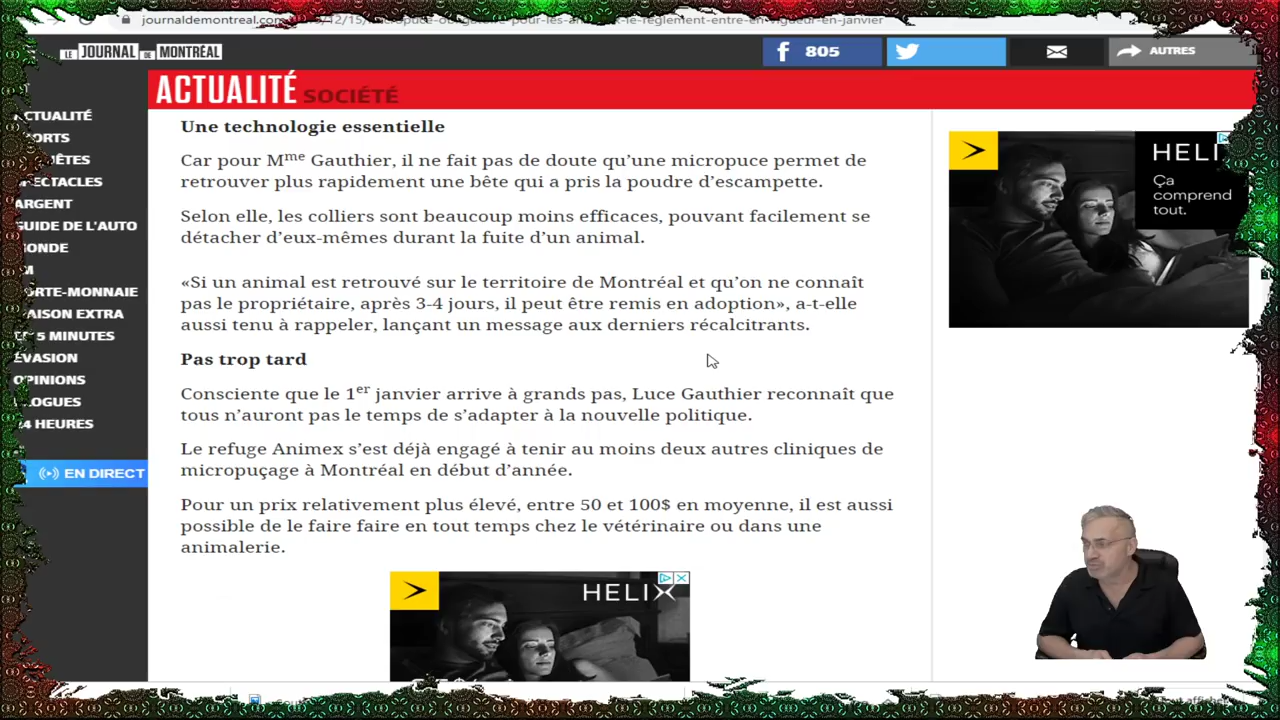 journaldemontreal.com
LE JOURNAL DE MONTRÉAL
805
AUTRES
ACTUALITÉ SOCIÉTÉ
ARGENT
EN DIRECT
Une technologie essentielle
Car pour Mme Gauthier, il ne fait pas de doute qu’une micropuce permet de
retrouver plus rapidement une bête qui a pris la poudre d’escampette.
Selon elle, les colliers sont beaucoup moins efficaces, pouvant facilement se
détacher d’eux-mêmes durant la fuite d’un animal.
«Si un animal est retrouvé sur le territoire de Montréal et qu’on ne connaît
pas le propriétaire, après 3-4 jours, il peut être remis en adoption», a-t-elle
aussi tenu à rappeler, lançant un message aux derniers récalcitrants.
Pas trop tard
Consciente que le 1er janvier arrive à grands pas, Luce Gauthier reconnaît que
tous n’auront pas le temps de s’adapter à la nouvelle politique.
Le refuge Animex s’est déjà engagé à tenir au moins deux autres cliniques de
micropuçage à Montréal en début d’année.
Pour un prix relativement plus élevé, entre 50 et 100$ en moyenne, il est aussi
possible de le faire faire en tout temps chez le vétérinaire ou dans une
animalerie.
HELIX
Ça
comprend
tout.
GUIDE DE L'AUTO
ÉVASION
OPINIONS